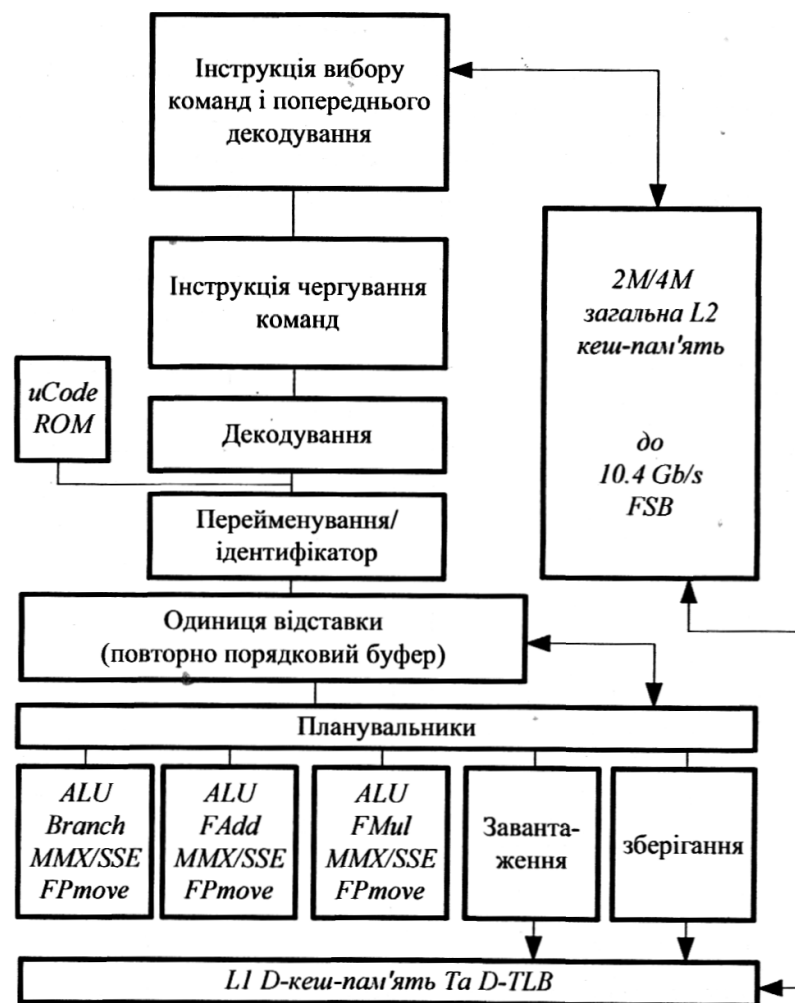 Інструкція вибору
команд і попереднього
декодування
Інструкція чергування
команд
2M/4M
загальна L2
кеш-пам'ять
до
10.4 Gb/s
FSB
uCode
ROM
Декодування
Перейменування/
ідентифікатор
Одиниця відставки
(повторно порядковий буфер)
Планувальники
ALU
Branch
MMX/SSE
FPmove
ALU
FAdd
MMX/SSE
FPmove
ALU
FMul
MMX/SSE
FPmove
Заванта-
ження
зберігання
L1 D-кеш-пам'ять Та D-TLB